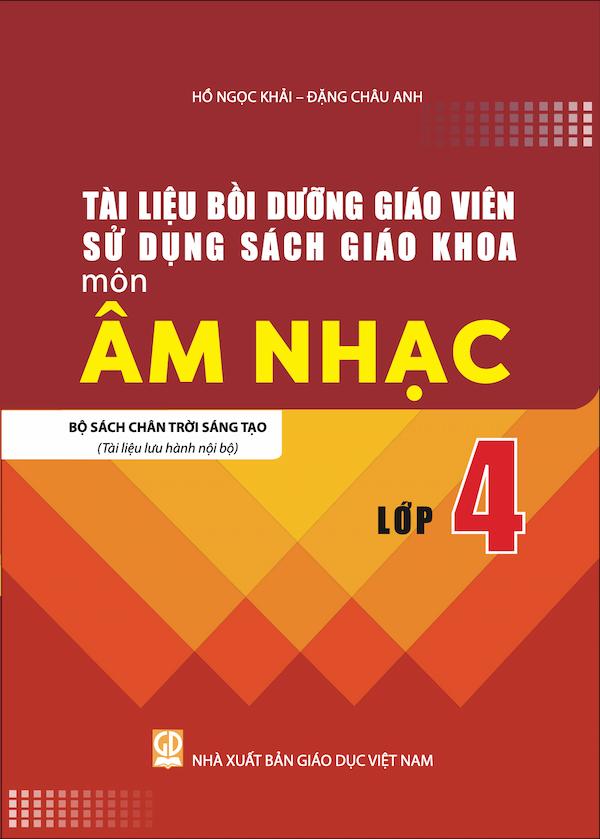 HỒ NGỌC KHẢI – ĐẶNG CHÂU ANH
TÀI LIỆU BỒI DƯỠNG GIÁO VIÊN
SỬ DỤNG SÁCH GIÁO KHOA
môn
ÂM NHẠC
BỘ SÁCH CHÂN TRỜI SÁNG TẠO
(Tài liệu lưu hành nội bộ)
LỚP 4
GD
NHÀ XUẤT BẢN GIÁO DỤC VIỆT NAM